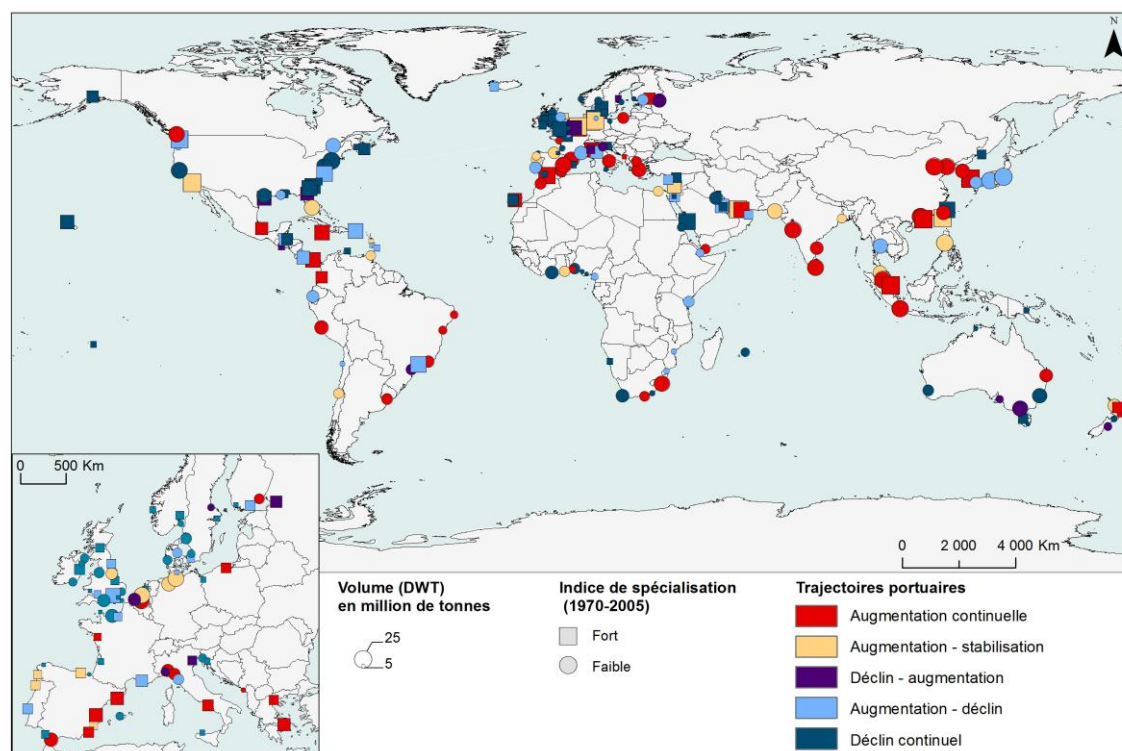 N
0 500 Km
0 2 000 4 000 Km
Volume (DWT)
en million de tonnes
25
5
Indice de spécialisation
(1970-2005)
Fort
Faible
Trajectoires portuaires
Augmentation continuelle
Augmentation - stabilisation
Déclin - augmentation
Augmentation - déclin
Déclin continuel